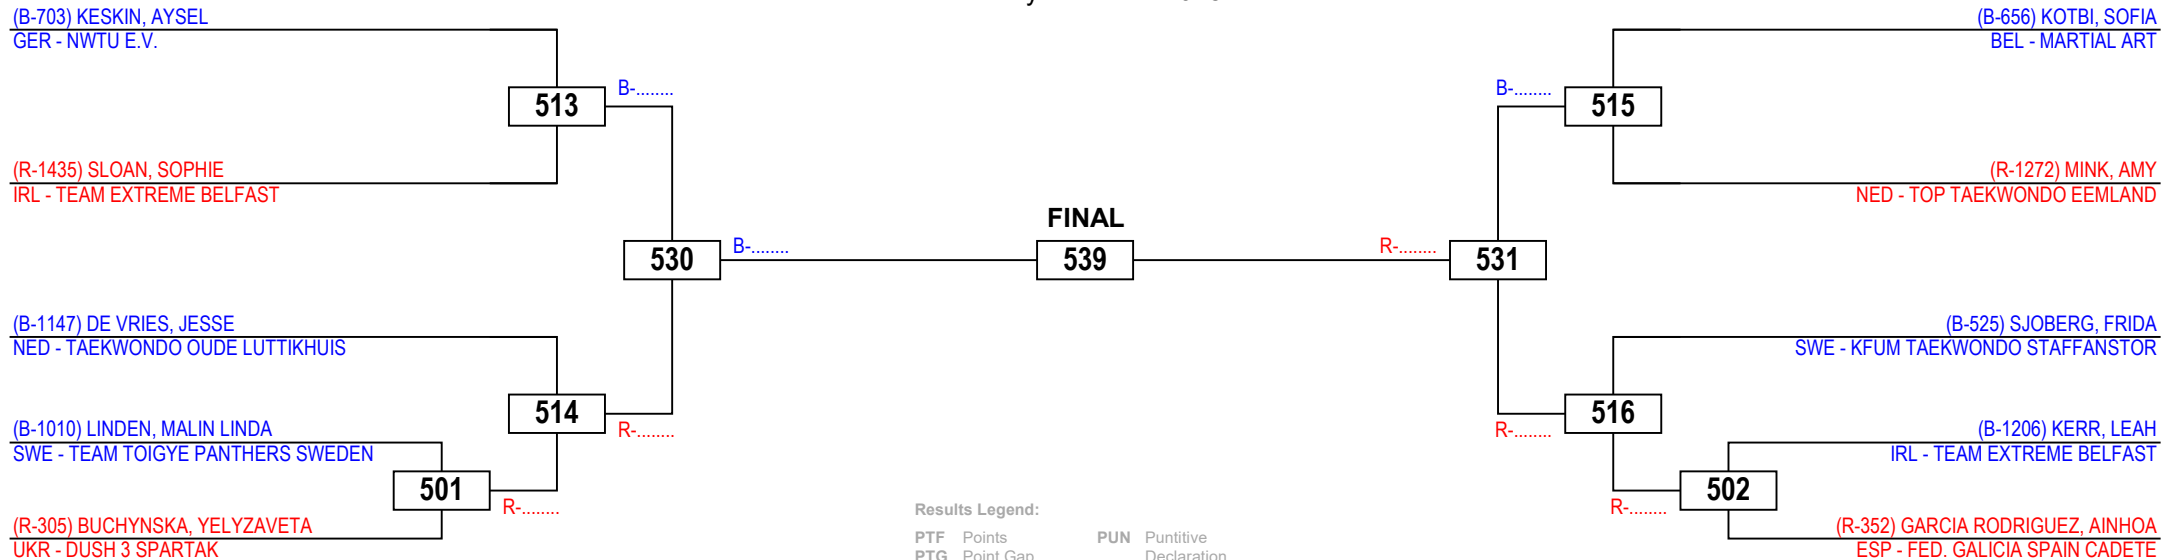 (B-703) KESKIN, AYSEL
GER - NWTU E.V.
513
B-........
(R-1435) SLOAN, SOPHIE
IRL - TEAM EXTREME BELFAST
530
B-........
(B-1147) DE VRIES, JESSE
NED - TAEKWONDO OUDE LUTTIKHUIS
514
R-........
(B-1010) LINDEN, MALIN LINDA
SWE - TEAM TOIGYE PANTHERS SWEDEN
501
R-........
(R-305) BUCHYNSKA, YELYZAVETA
UKR - DUSH 3 SPARTAK
FINAL
539
(B-656) KOTBI, SOFIA
BEL - MARTIAL ART
B-........
515
(R-1272) MINK, AMY
NED - TOP TAEKWONDO EEMLAND
R-........
531
(B-525) SJOBERG, FRIDA
SWE - KFUM TAEKWONDO STAFFANSTOR
516
R-........
(B-1206) KERR, LEAH
IRL - TEAM EXTREME BELFAST
502
R-........
(R-352) GARCIA RODRIGUEZ, AINHOA
ESP - FED. GALICIA SPAIN CADETE
Results Legend:
PTF Points PUN Puntitive
PTG Point Gap Declaration